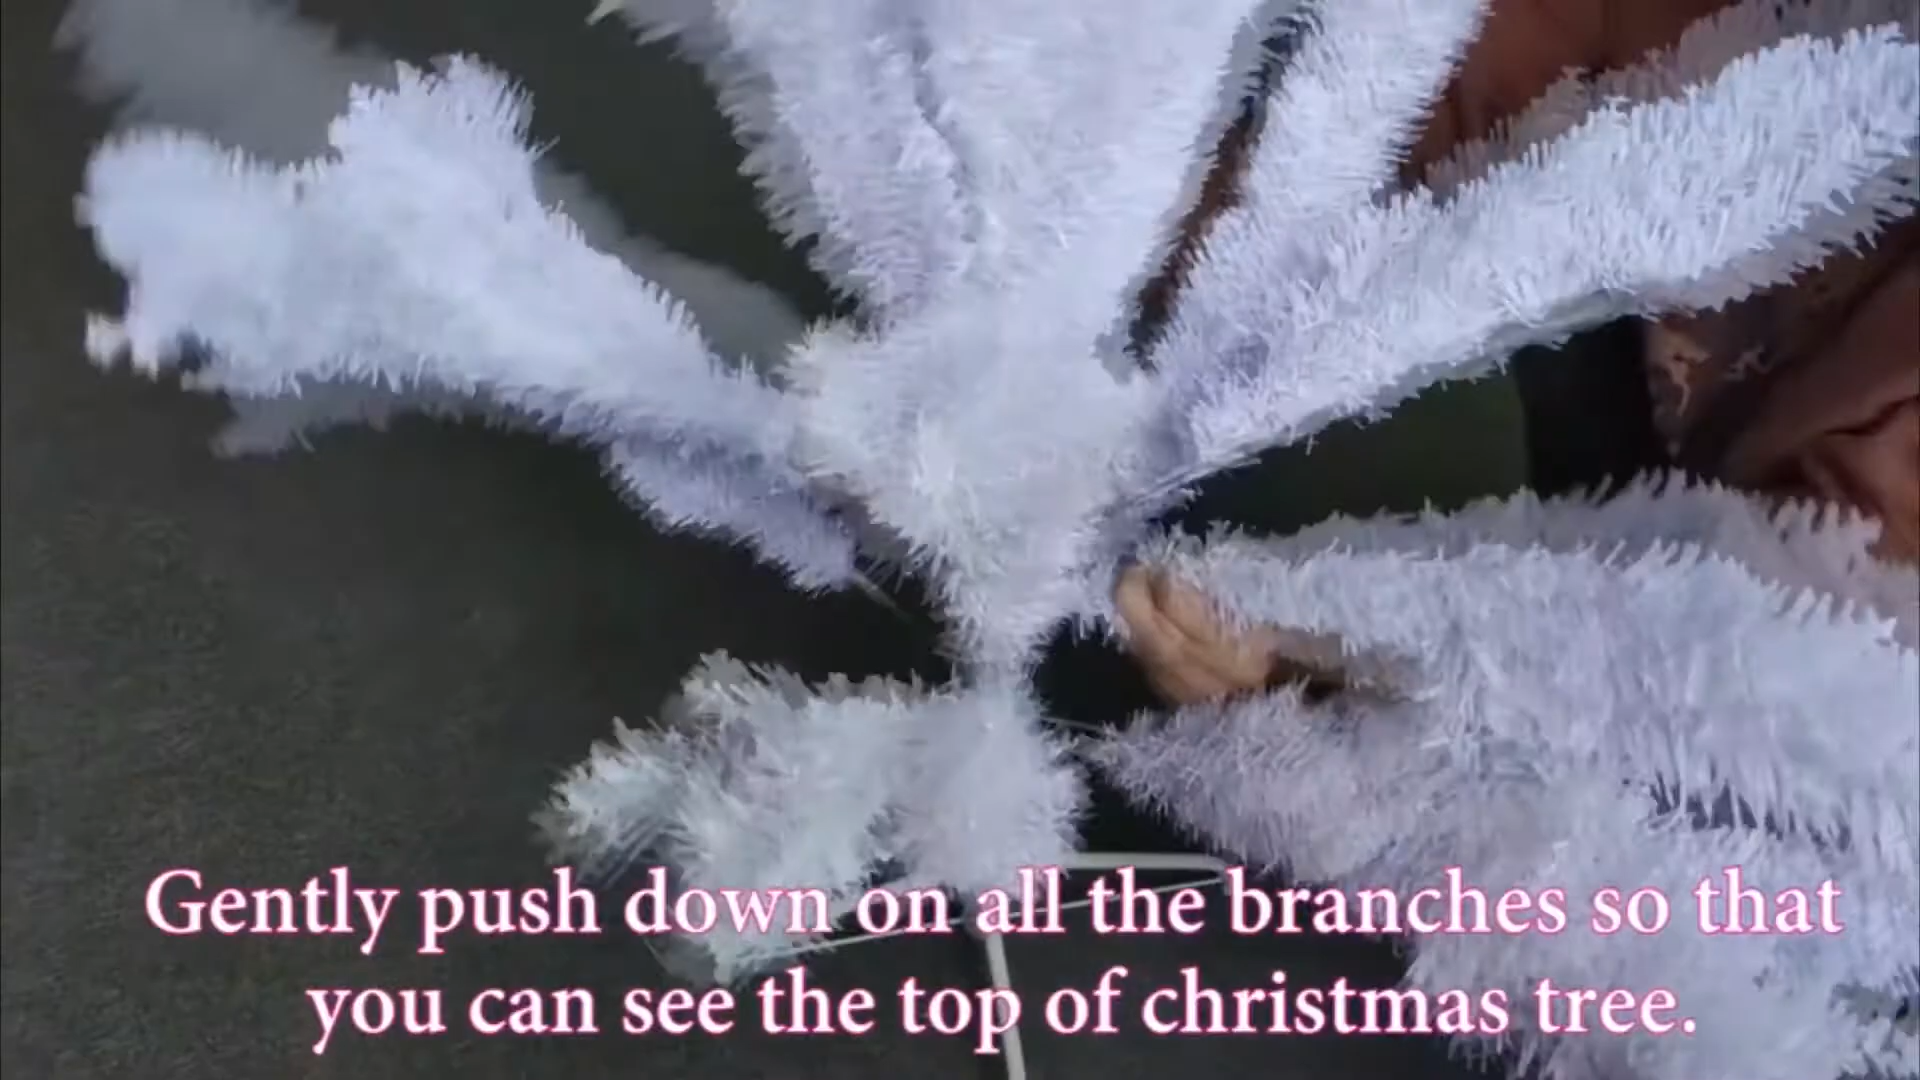 Gently push down on all the branches so that
you can see the top of christmas tree.